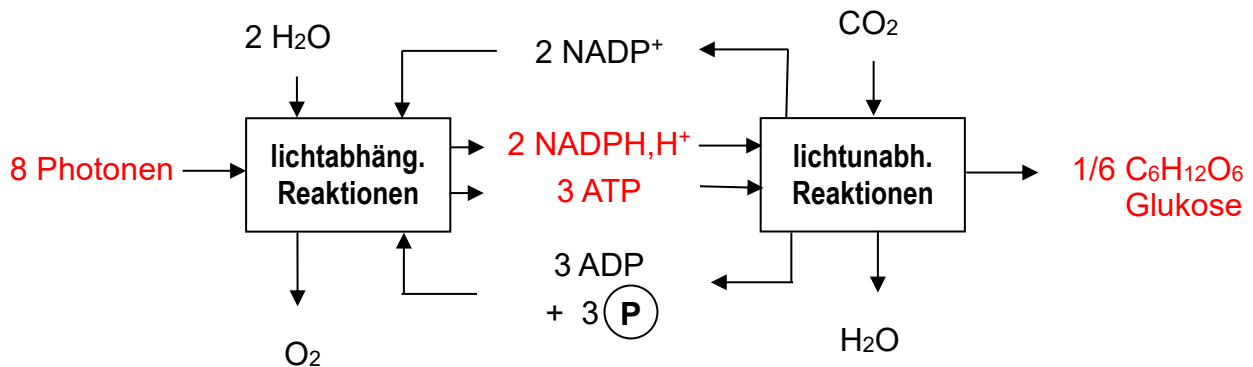 2 H₂O
2 NADP⁺
CO₂
8 Photonen
lichtabhäng.
Reaktionen
2 NADPH,H⁺
3 ATP
lichtunabh.
Reaktionen
1/6 C₆H₁₂O₆
Glukose
3 ADP
+ 3 P
O₂
H₂O